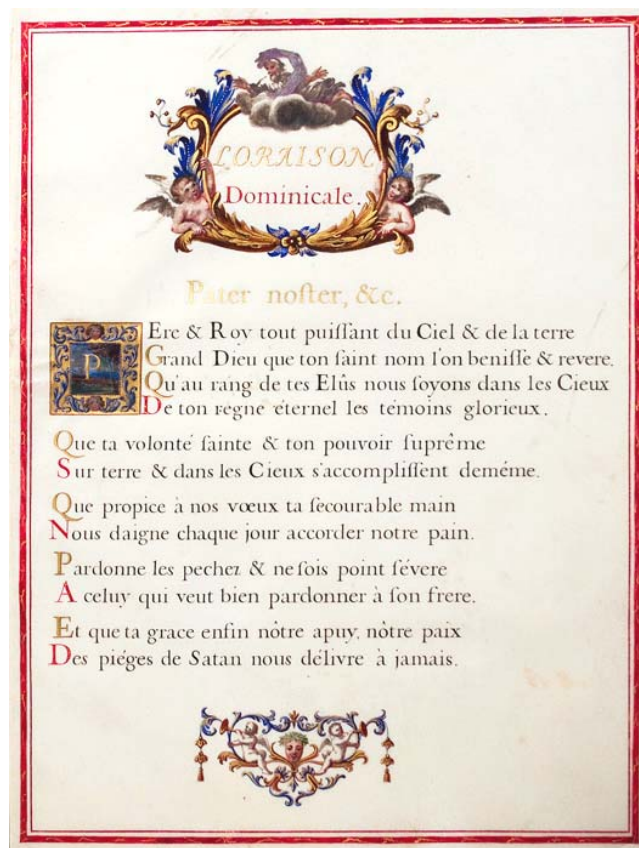 LORAISON
Dominicale.
Pater noſter, &c.
PEre & Roy tout puiſſant du Ciel & de la terre
Grand Dieu que ton ſaint nom l'on beniſſe & revere.
Qu'au rang de tes Elûs nous ſoyons dans les Cieux
De ton regne éternel les témoins glorieux.
Que ta volonté ſainte & ton pouvoir ſuprême
Sur terre & dans les Cieux s'accompliſſent deméme.
Que propice à nos vœux ta ſecourable main
Nous daigne chaque jour accorder notre pain.
Pardonne les pechez & ne ſois point ſévere
A celuy qui veut bien pardonner à ſon frere.
Et que ta grace enfin nôtre apuy, nôtre paix
Des piéges de Satan nous délivre à jamais.